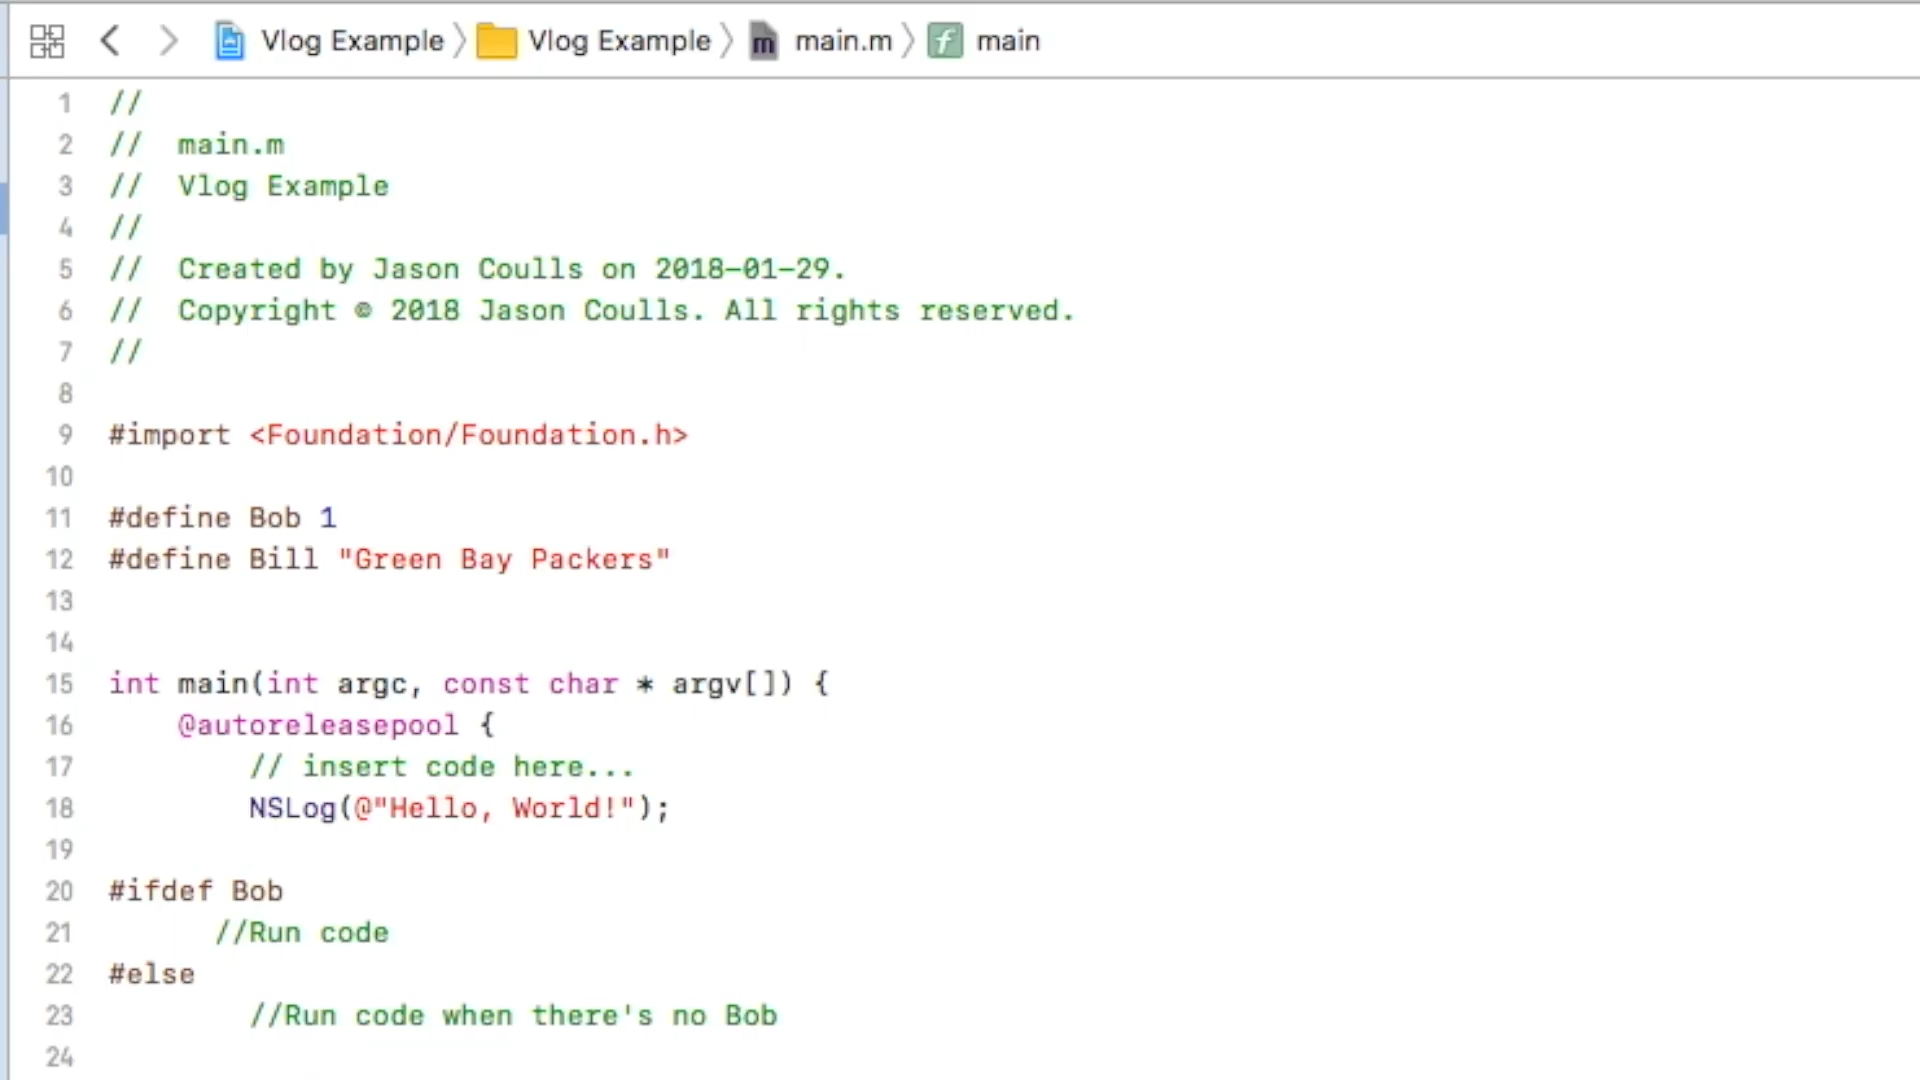 Vlog Example Vlog Example m main.m f main
1 //
2 //  main.m
3 //  Vlog Example
4 //
5 //  Created by Jason Coulls on 2018-01-29.
6 //  Copyright © 2018 Jason Coulls. All rights reserved.
7 //
8
9 #import <Foundation/Foundation.h>
10
11 #define Bob 1
12 #define Bill "Green Bay Packers"
13
14
15 int main(int argc, const char * argv[]) {
16     @autoreleasepool {
17         // insert code here...
18         NSLog(@"Hello, World!");
19
20 #ifdef Bob
21       //Run code
22 #else
23         //Run code when there's no Bob
24